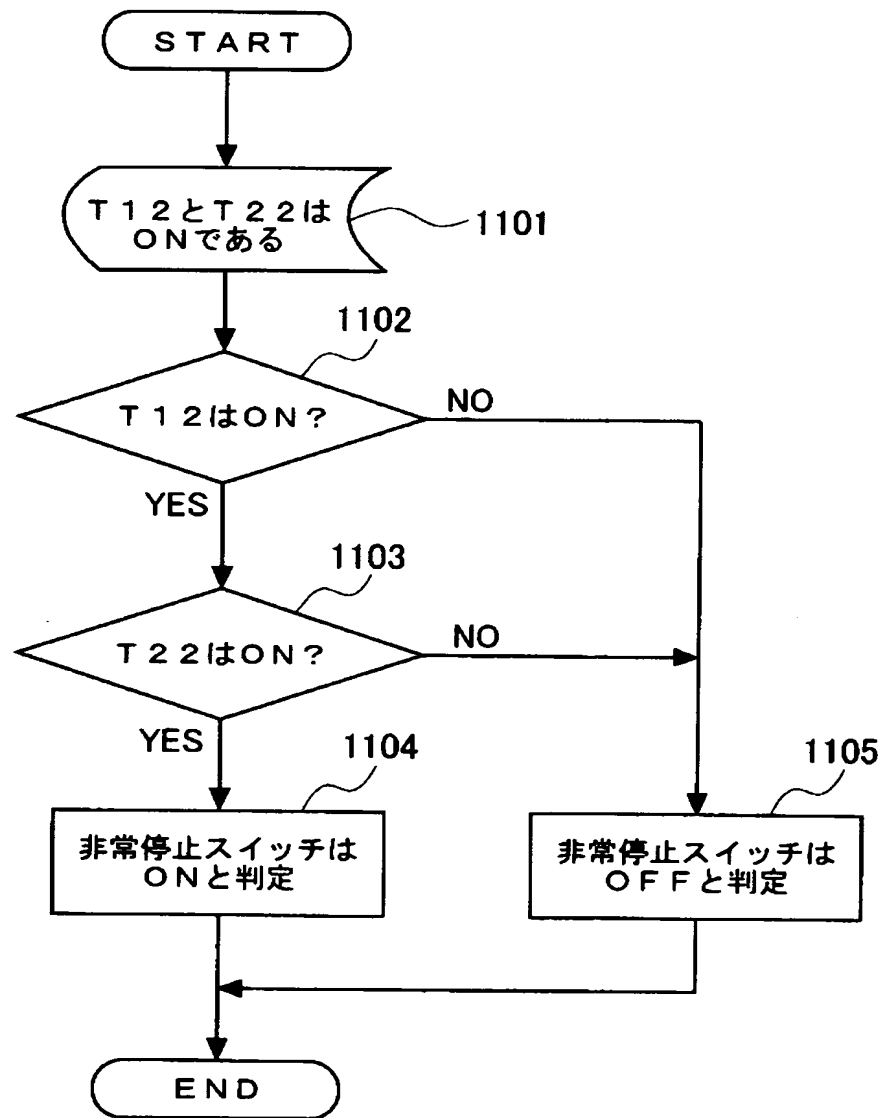 ＳＴＡＲＴ
Ｔ１２とＴ２２は
ＯＮである
1101
1102
Ｔ１２はＯＮ？
NO
YES
1103
Ｔ２２はＯＮ？
NO
YES
1104
1105
非常停止スイッチは
ＯＮと判定
非常停止スイッチは
ＯＦＦと判定
ＥＮＤ